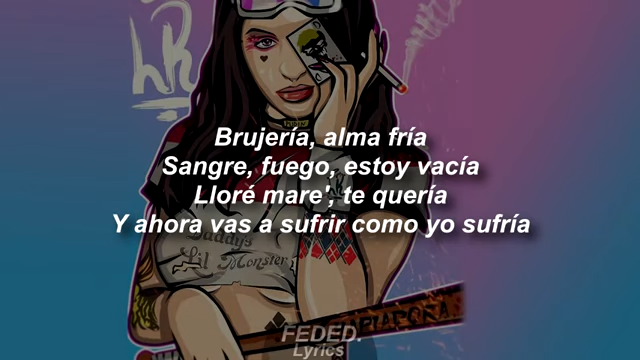 Brujería, alma fría
Sangre, fuego, estoy vacía
Lloré mare', te quería
Y ahora vas a sufrir como yo sufría
Daddy's
Lil Monster
FEDED.
Lyrics